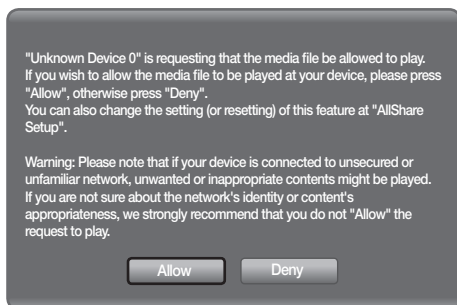 "Unknown Device 0" is requesting that the media file be allowed to play.
If you wish to allow the media file to be played at your device, please press
"Allow", otherwise press "Deny".
You can also change the setting (or resetting) of this feature at "AllShare
Setup".
Warning: Please note that if your device is connected to unsecured or
unfamiliar network, unwanted or inappropriate contents might be played.
If you are not sure about the network's identity or content's
appropriateness, we strongly recommend that you do not "Allow" the
request to play.
Allow Deny